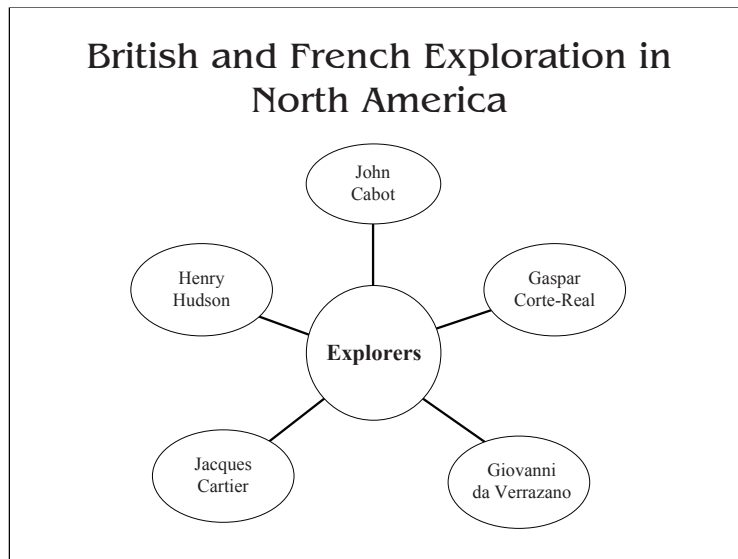 British and French Exploration in
North America
John
Cabot
Henry
Hudson
Gaspar
Corte-Real
Explorers
Jacques
Cartier
Giovanni
da Verrazano